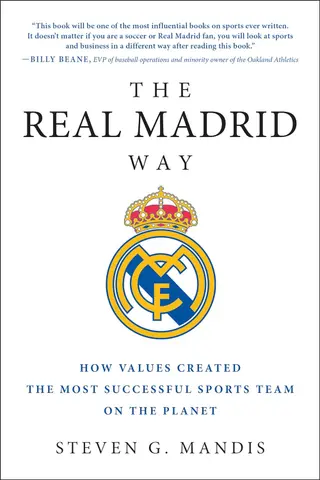 “This book will be one of the most influential books on sports ever written.
It doesn’t matter if you are a soccer or Real Madrid fan, you will look at sports
and business in a different way after reading this book.”
—BILLY BEANE, EVP of baseball operations and minority owner of the Oakland Athletics
THE
REAL MADRID
WAY
MCF
HOW VALUES CREATED
THE MOST SUCCESSFUL SPORTS TEAM
ON THE PLANET
STEVEN G. MANDIS